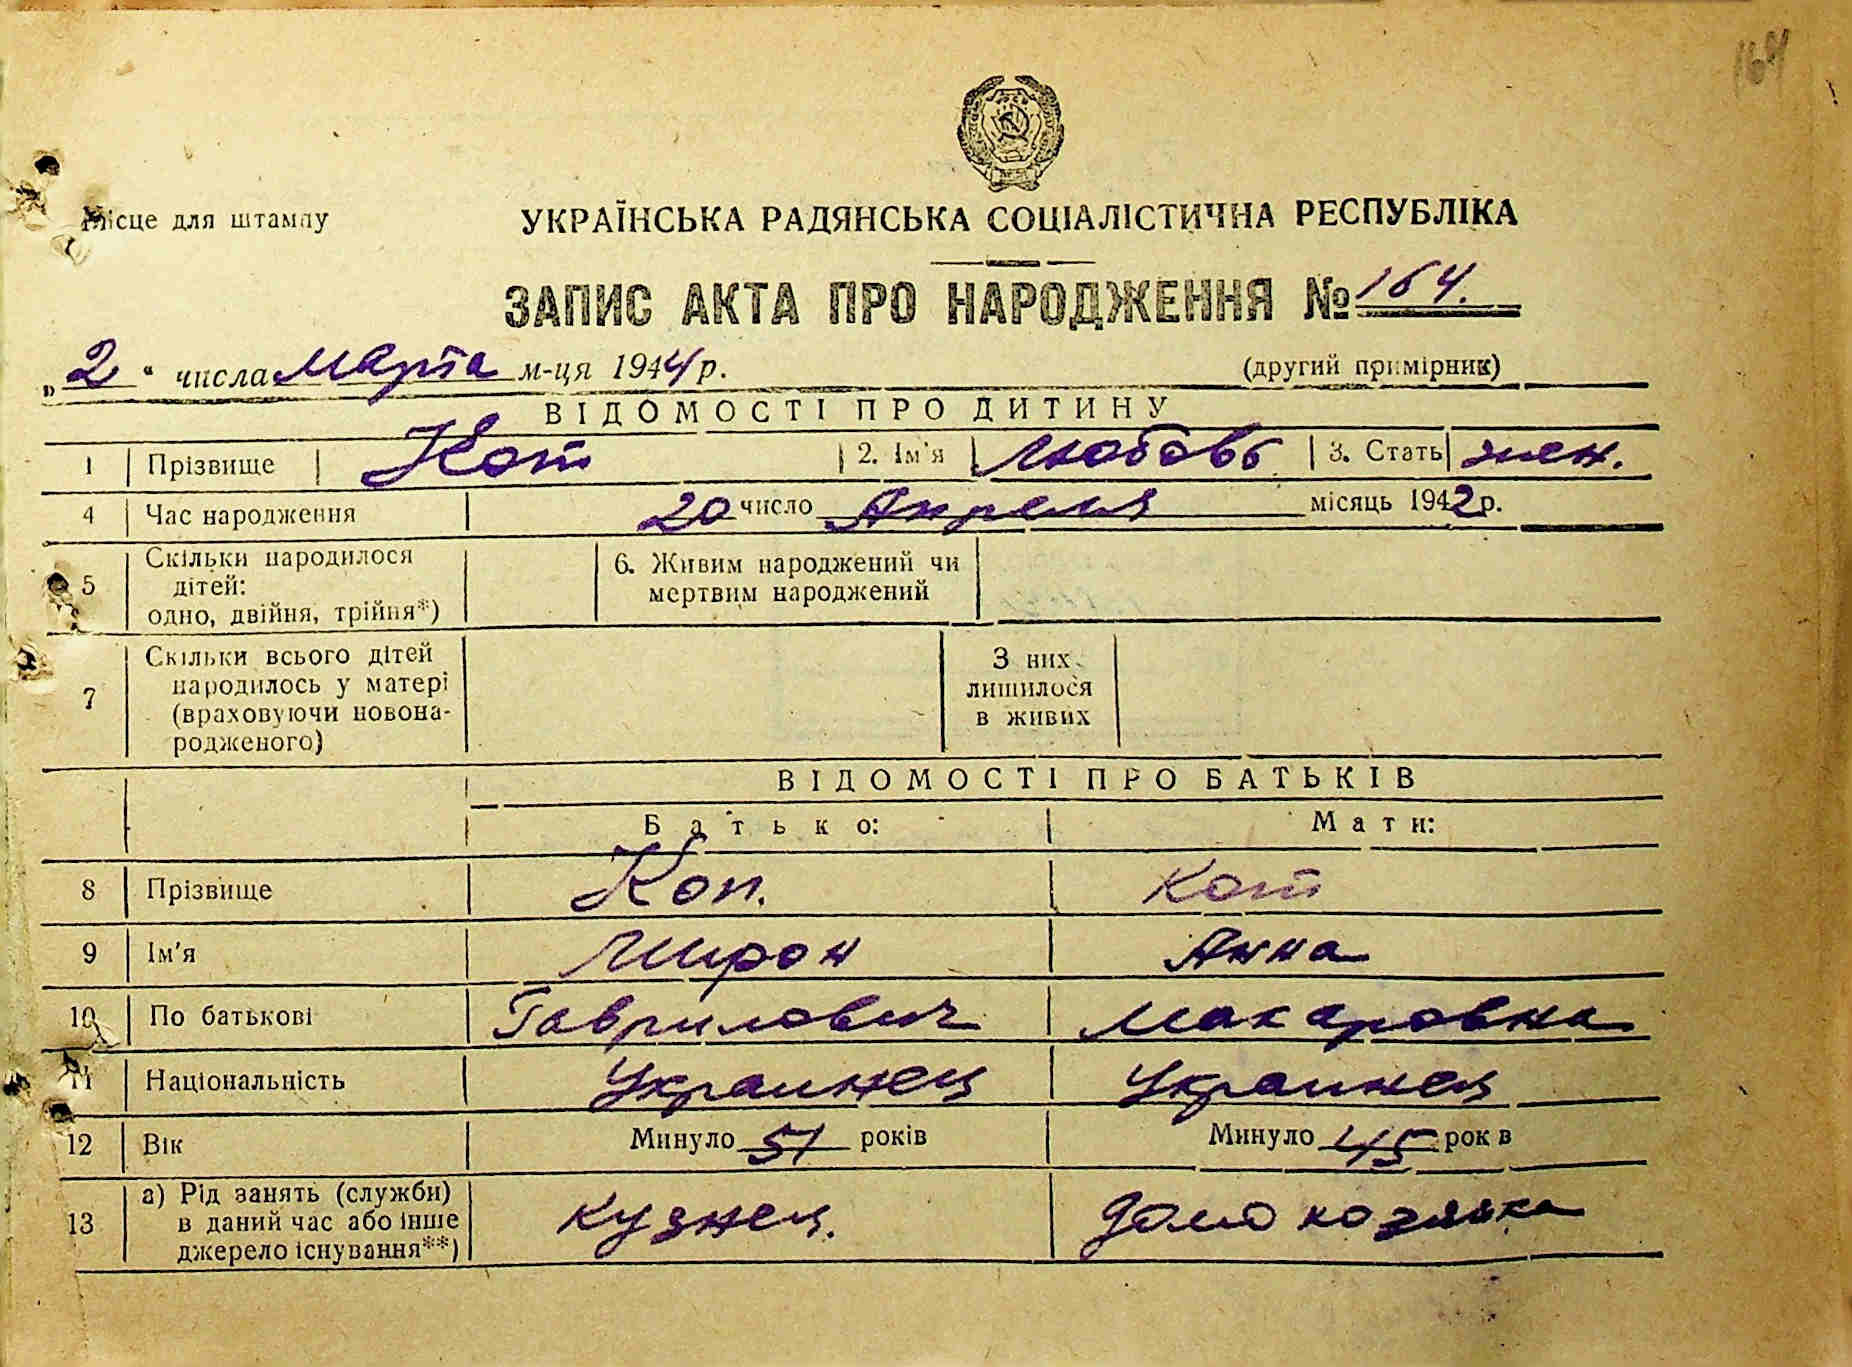 164
Місце для штампу
УКРАЇНСЬКА РАДЯНСЬКА СОЦІАЛІСТИЧНА РЕСПУБЛІКА
ЗАПИС АКТА ПРО НАРОДЖЕННЯ № 164.
„2“ числа марта м-ця 1944 р.
(другий примірник)
ВІДОМОСТІ ПРО ДИТИНУ
1 Прізвище Кот 2. Ім'я Любовь 3. Стать жен.
4 Час народження 20 число Апреля місяць 1942 р.
5 Скільки народилося дітей: одно, двійня, трійня*) 6. Живим народжений чи мертвим народжений
7 Скільки всього дітей народилось у матері (враховуючи новонародженого) З них лишилося в живих
ВІДОМОСТІ ПРО БАТЬКІВ
Батько: Мати:
8 Прізвище Кот. Кот
9 Ім'я Мирон Анна
10 По батькові Гаврилович Макаровна
11 Національність Украинец Украинец
12 Вік Минуло 51 років Минуло 45 рок в
13 а) Рід занять (служби) в даний час або інше джерело існування**) кузнец. домохозяйка